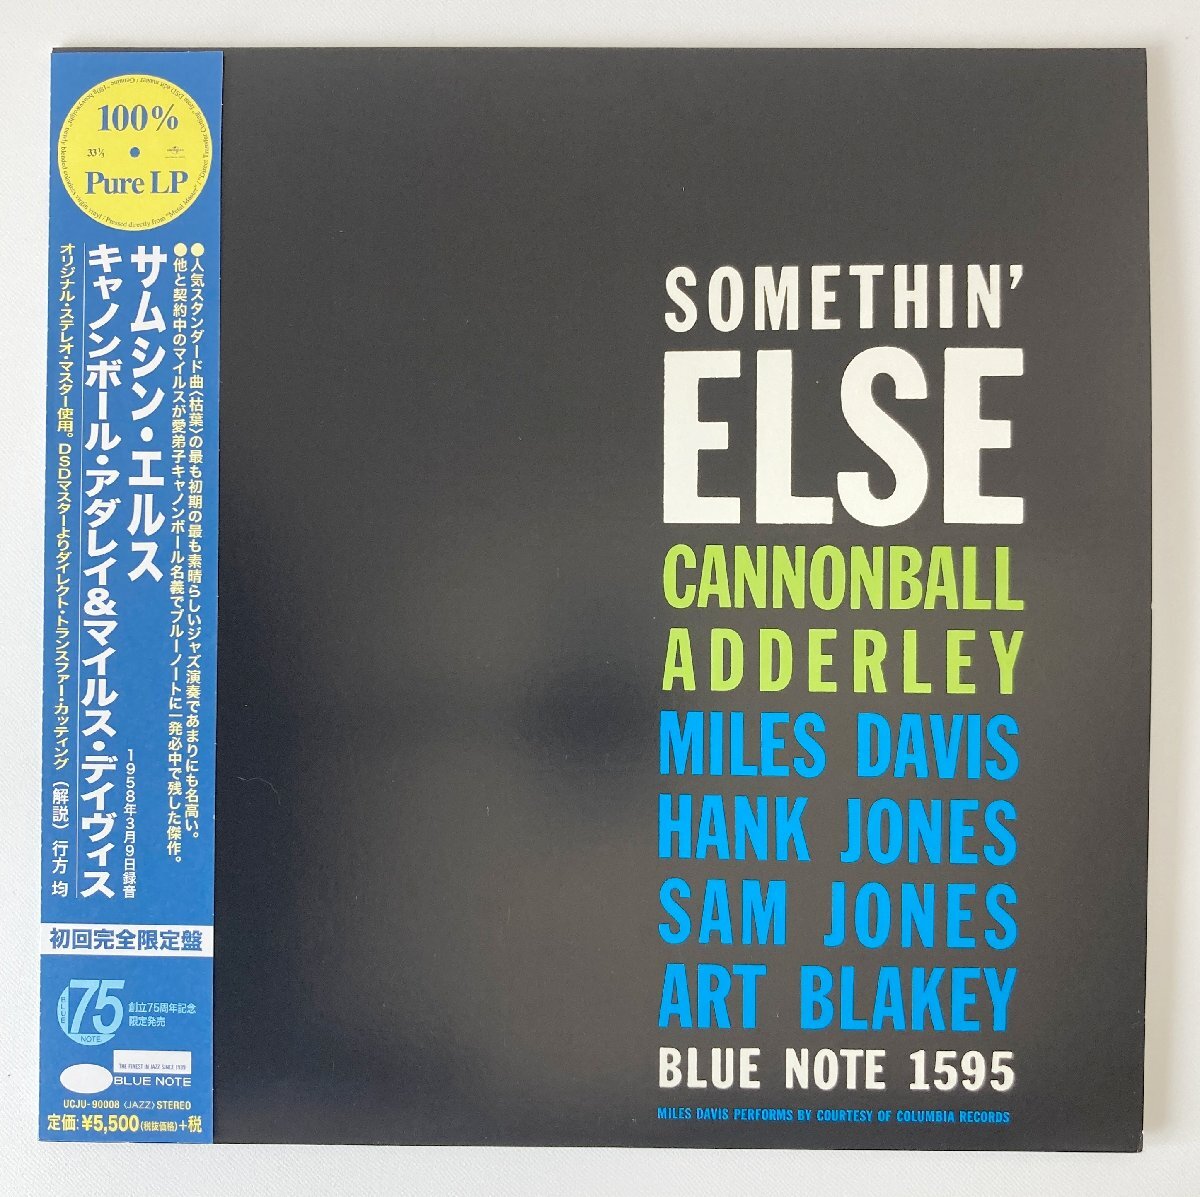 100%
33⅓
Pure LP
●人気スタンダード曲〈枯葉〉の最も初期の最も素晴らしいジャズ演奏であまりにも名高い。
●他と契約中のマイルスが愛弟子キャノンボール名義でブルーノートに一発必中で残した傑作。
サムシン・エルス
1958年3月9日録音
キャノンボール・アダレイ&マイルス・デイヴィス
オリジナル・ステレオ・マスター使用。DSDマスターよりダイレクト・トランスファー・カッティング
(解説) 行方 均
初回完全限定盤
BLUE
75
NOTE
創立75周年記念
限定発売
THE FINEST IN JAZZ SINCE 1939
BLUE NOTE
UCJU-90008 〈JAZZ〉 STEREO
定価:¥5,500(税抜価格)+税
SOMETHIN'
ELSE
CANNONBALL
ADDERLEY
MILES DAVIS
HANK JONES
SAM JONES
ART BLAKEY
BLUE NOTE 1595
MILES DAVIS PERFORMS BY COURTESY OF COLUMBIA RECORDS